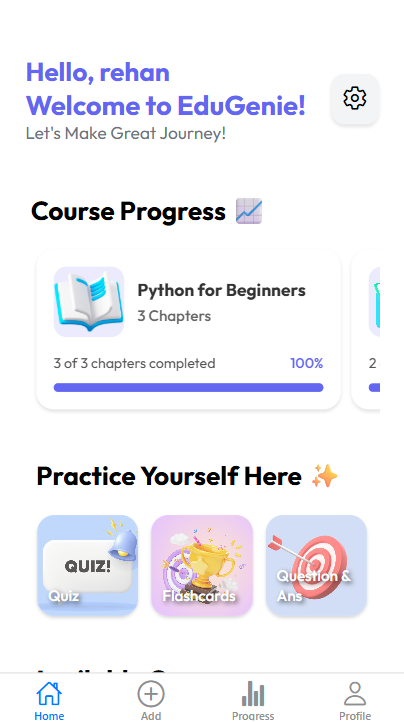 Hello, rehan
Welcome to EduGenie!
Let's Make Great Journey!
Course Progress
Python for Beginners
3 Chapters
3 of 3 chapters completed
100%
2
Practice Yourself Here
QUIZ!
Quiz
Flashcards
Question &
Ans
Home
Add
Progress
Profile